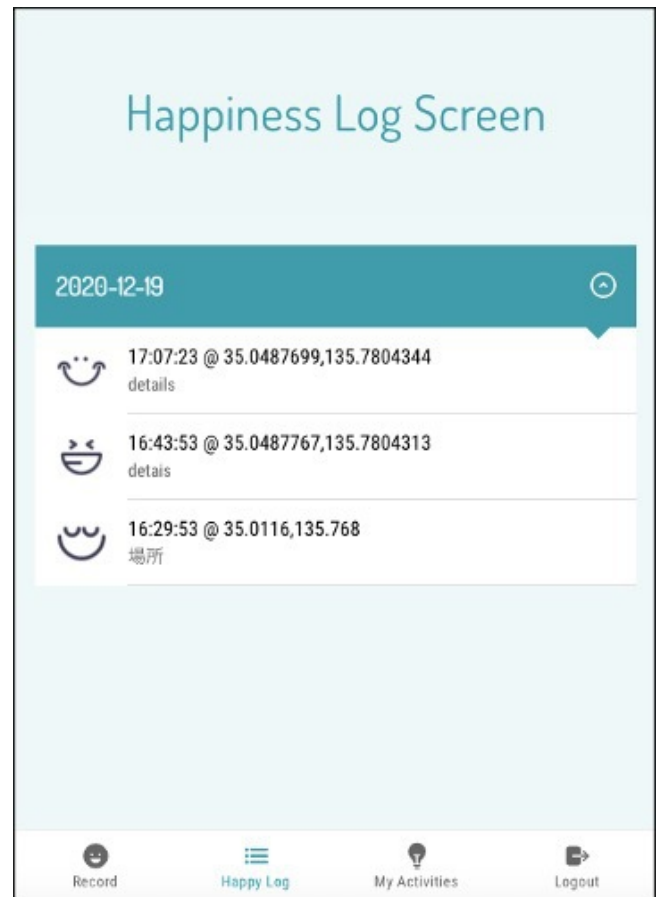 Happiness Log Screen
2020-12-19
17:07:23 @ 35.0487699,135.7804344
details
16:43:53 @ 35.0487767,135.7804313
detais
16:29:53 @ 35.0116,135.768
場所
Record Happy Log My Activities Logout